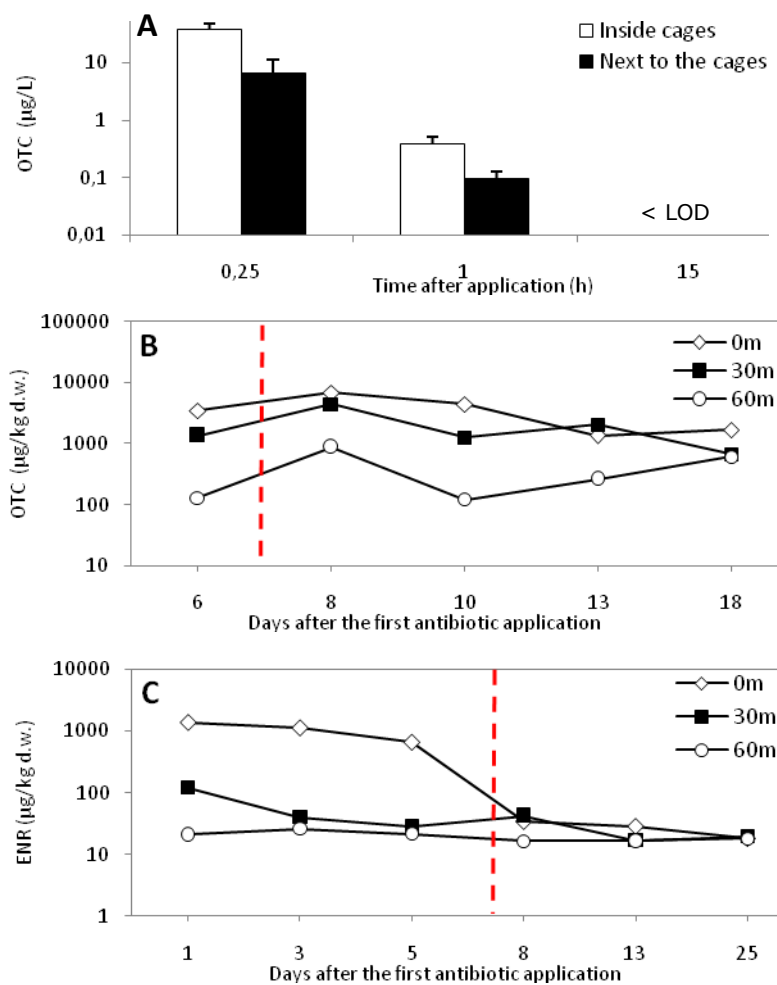 A
Inside cages
Next to the cages
OTC (µg/L)
10
1
0,1
0,01
< LOD
0,25 1 15
Time after application (h)
B
0m
30m
60m
OTC (µg/kg d.w.)
100000
10000
1000
100
10
6 8 10 13 18
Days after the first antibiotic application
C
0m
30m
60m
ENR (µg/kg d.w.)
10000
1000
100
10
1
1 3 5 8 13 25
Days after the first antibiotic application